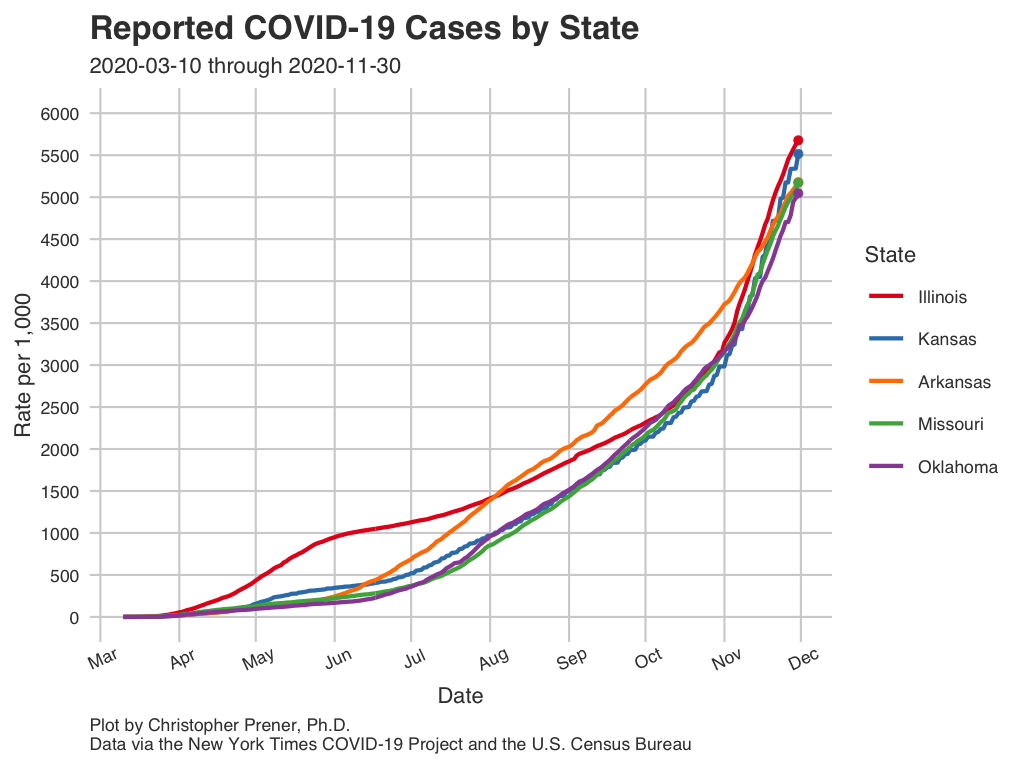 Reported COVID-19 Cases by State
2020-03-10 through 2020-11-30
6000
5500
5000
4500
4000
3500
3000
2500
2000
1500
1000
500
0
Rate per 1,000
Mar
Apr
May
Jun
Jul
Aug
Sep
Oct
Nov
Dec
Date
State
Illinois
Kansas
Arkansas
Missouri
Oklahoma
Plot by Christopher Prener, Ph.D.
Data via the New York Times COVID-19 Project and the U.S. Census Bureau